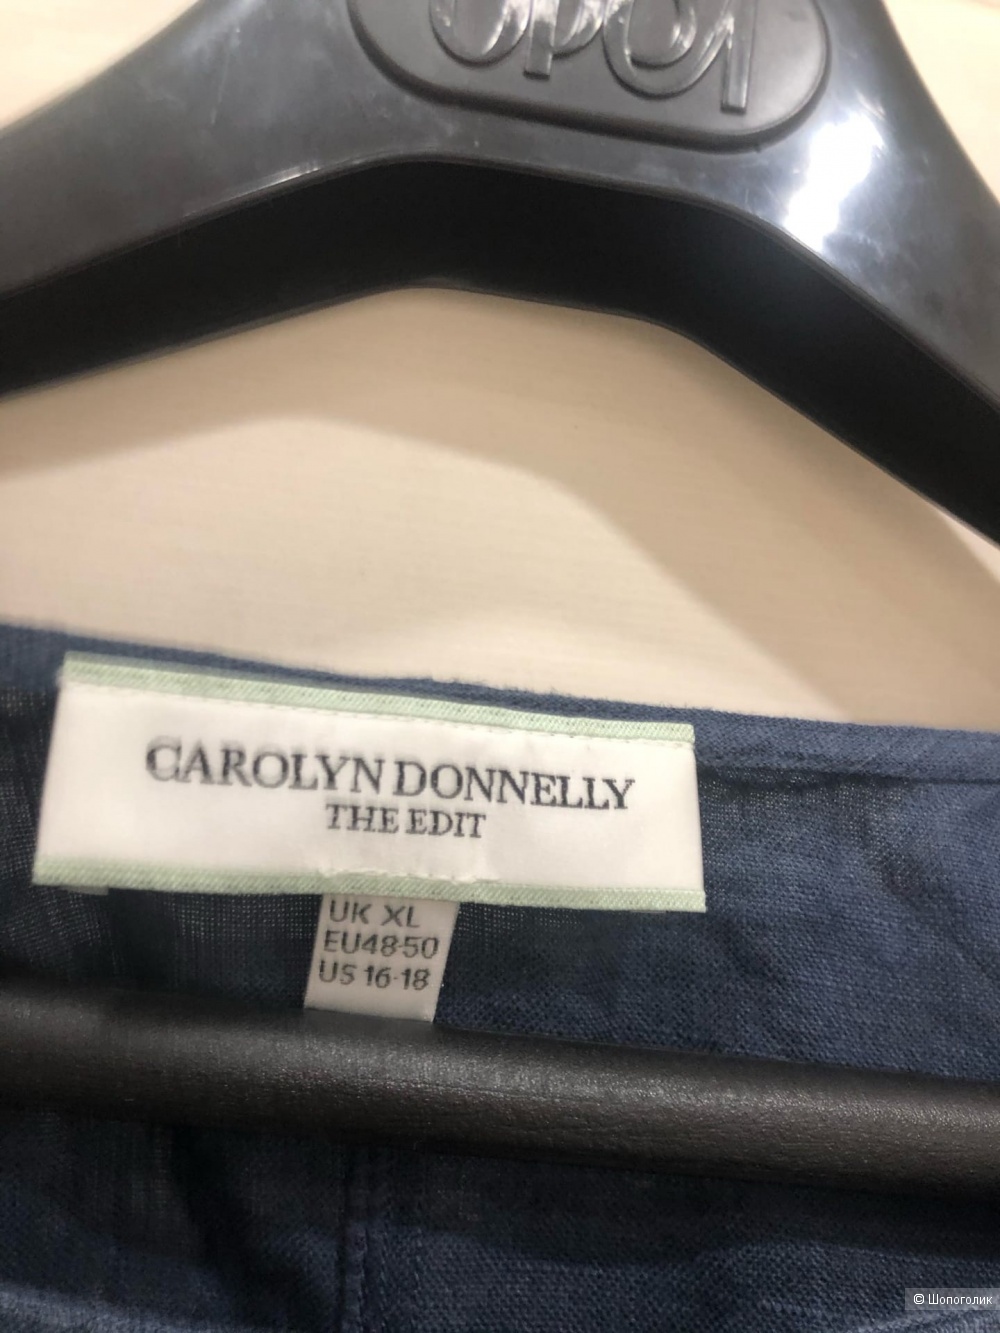 CAROLYN DONNELLY
THE EDIT
UK XL
EU48-50
US 16-18
© Шопоголик